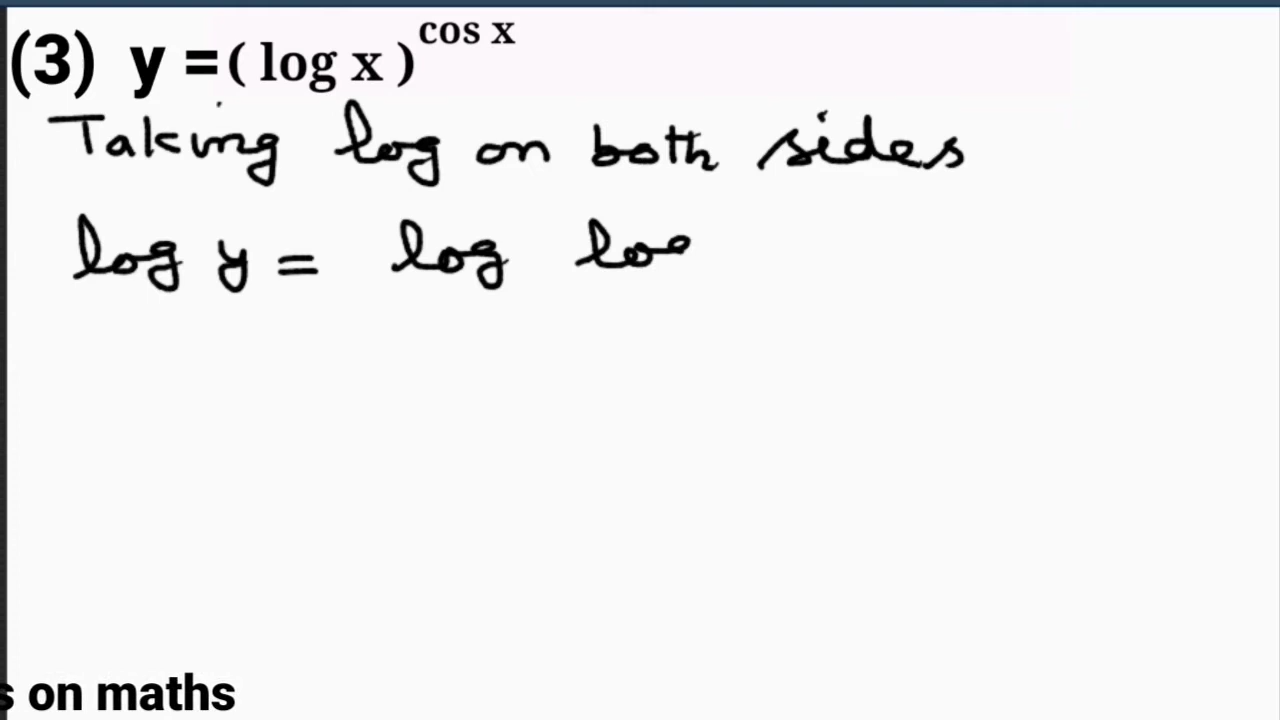 (3) y = ( log x )^cos x
Taking log on both sides
log y = log lo
s on maths